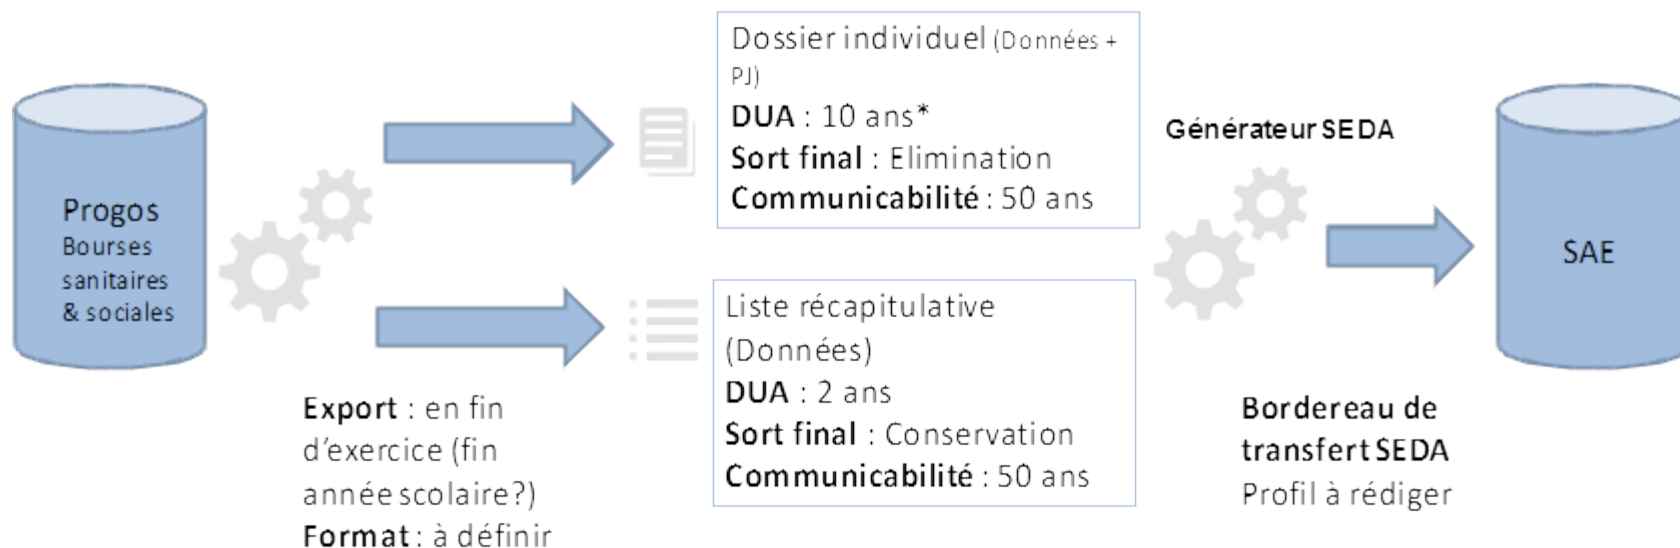 Progos
Bourses
sanitaires
& sociales
Export : en fin
d'exercice (fin
année scolaire?)
Format : à définir
Dossier individuel (Données +
PJ)
DUA : 10 ans*
Sort final : Elimination
Communicabilité : 50 ans
Liste récapitulative
(Données)
DUA : 2 ans
Sort final : Conservation
Communicabilité : 50 ans
Générateur SEDA
Bordereau de
transfert SEDA
Profil à rédiger
SAE